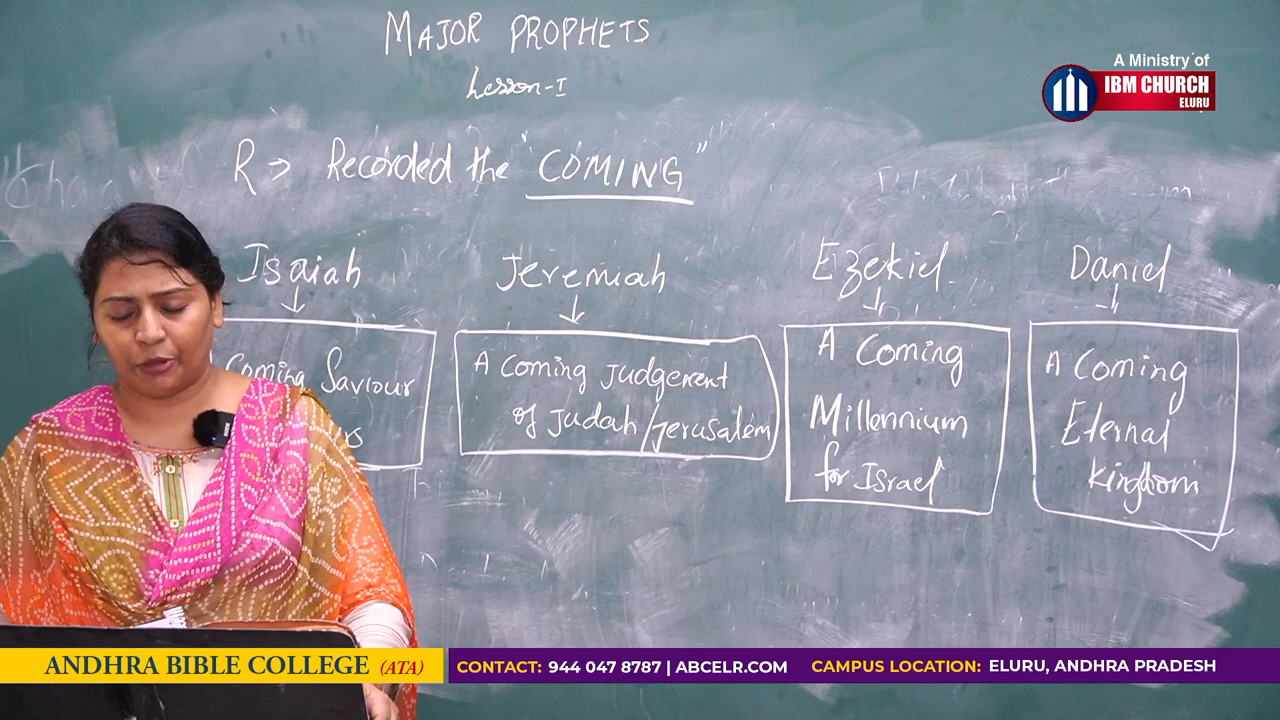 MAJOR PROPHETS
Lesson-I
A Ministry of
IBM CHURCH
ELURU
R > Recorded the "COMING"
Isaiah
Jeremiah
Ezekiel
Daniel
Coming Saviour
A Coming Judgement
of Judah/Jerusalem
A Coming
Millennium
for Israel
A Coming
Eternal
kingdom
ANDHRA BIBLE COLLEGE (ATA)
CONTACT: 944 047 8787 | ABCELR.COM
CAMPUS LOCATION: ELURU, ANDHRA PRADESH